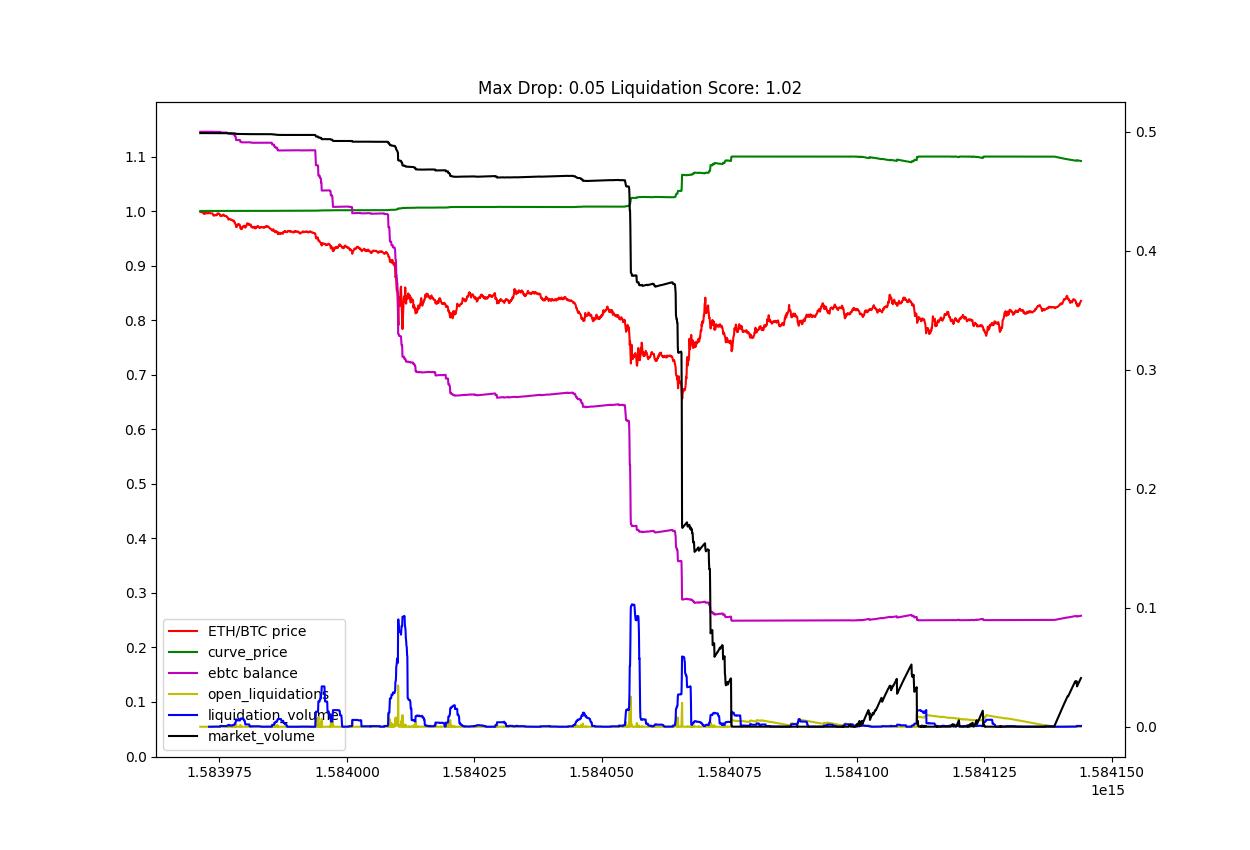 Max Drop: 0.05 Liquidation Score: 1.02
1.1
1.0
0.9
0.8
0.7
0.6
0.5
0.4
0.3
0.2
0.1
0.0
0.5
0.4
0.3
0.2
0.1
0.0
ETH/BTC price
curve_price
ebtc balance
open_liquidations
liquidation_volume
market_volume
1.583975 1.584000 1.584025 1.584050 1.584075 1.584100 1.584125 1.584150
1e15